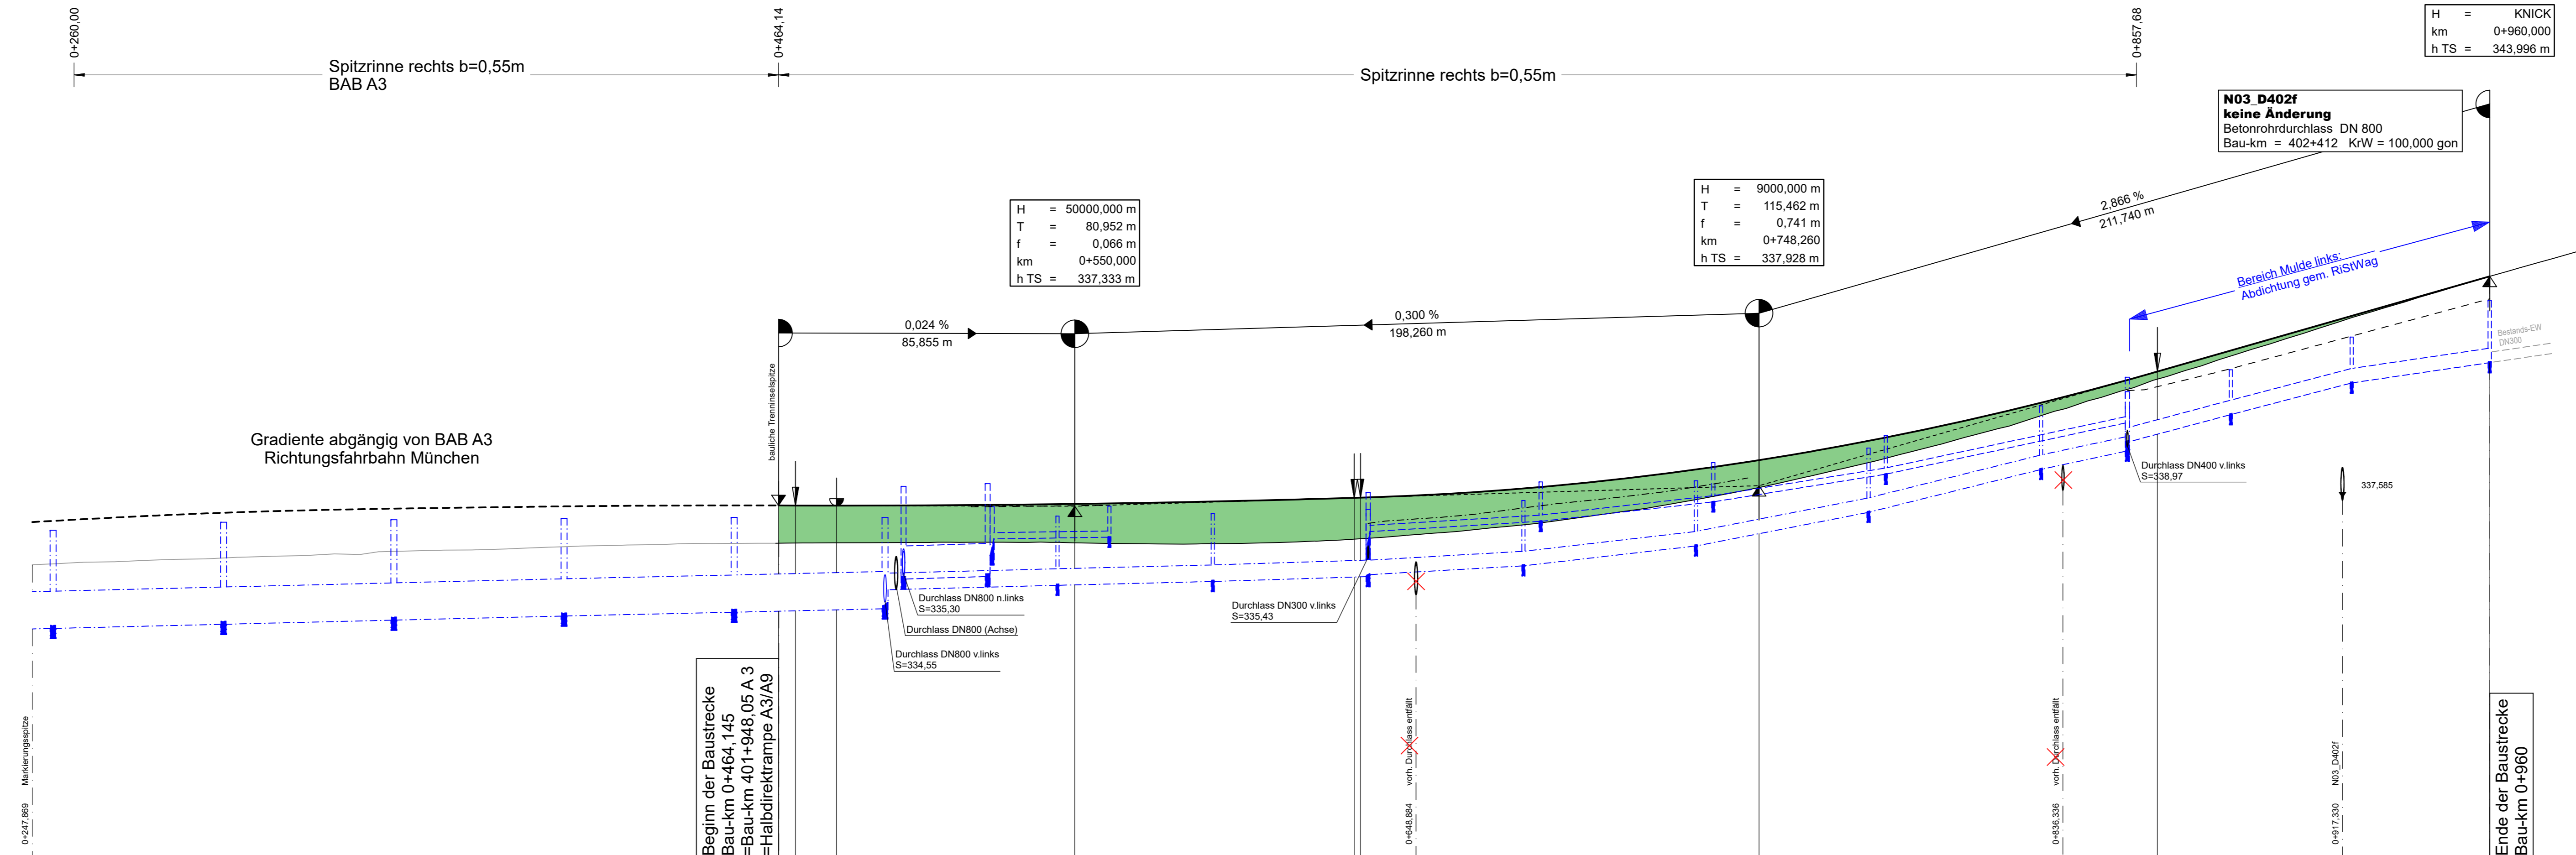 0+260,00
0+464,14
0+857,68
Spitzrinne rechts b=0,55m
BAB A3
Spitzrinne rechts b=0,55m
H = KNICK
km 0+960,000
h TS = 343,996 m
N03_D402f
keine Änderung
Betonrohrdurchlass DN 800
Bau-km = 402+412 KrW = 100,000 gon
H = 50000,000 m
T = 80,952 m
f = 0,066 m
km 0+550,000
h TS = 337,333 m
H = 9000,000 m
T = 115,462 m
f = 0,741 m
km 0+748,260
h TS = 337,928 m
2,866 %
211,740 m
Bereich Mulde links:
Abdichtung gem. RiStWag
0,024 %
85,855 m
0,300 %
198,260 m
Bestands-EW
DN300
bauliche Trenninselspitze
Gradiente abgängig von BAB A3
Richtungsfahrbahn München
Durchlass DN400 v.links
S=338,97
337,585
Durchlass DN800 n.links
S=335,30
Durchlass DN800 (Achse)
Durchlass DN800 v.links
S=334,55
Durchlass DN300 v.links
S=335,43
0+247,869 Markierungsspitze
Beginn der Baustrecke
Bau-km 0+464,145
=Bau-km 401+948,05 A 3
=Halbdirektrampe A3/A9
0+648,884 vorh. Durchlass entfällt
0+836,336 vorh. Durchlass entfällt
0+917,330 N03_D402f
Ende der Baustrecke
Bau-km 0+960